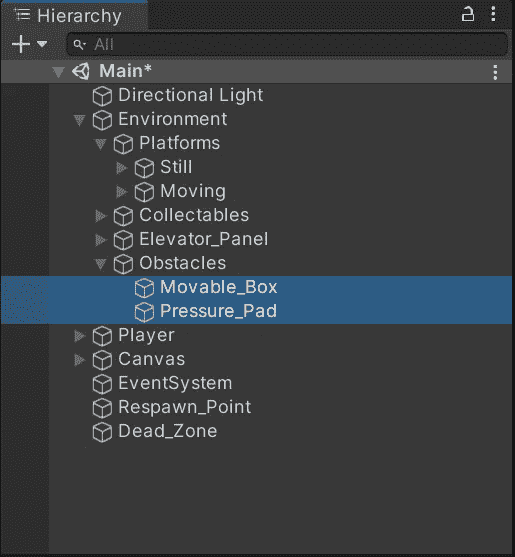 Hierarchy
All
Main*
Directional Light
Environment
Platforms
Still
Moving
Collectables
Elevator_Panel
Obstacles
Movable_Box
Pressure_Pad
Player
Canvas
EventSystem
Respawn_Point
Dead_Zone